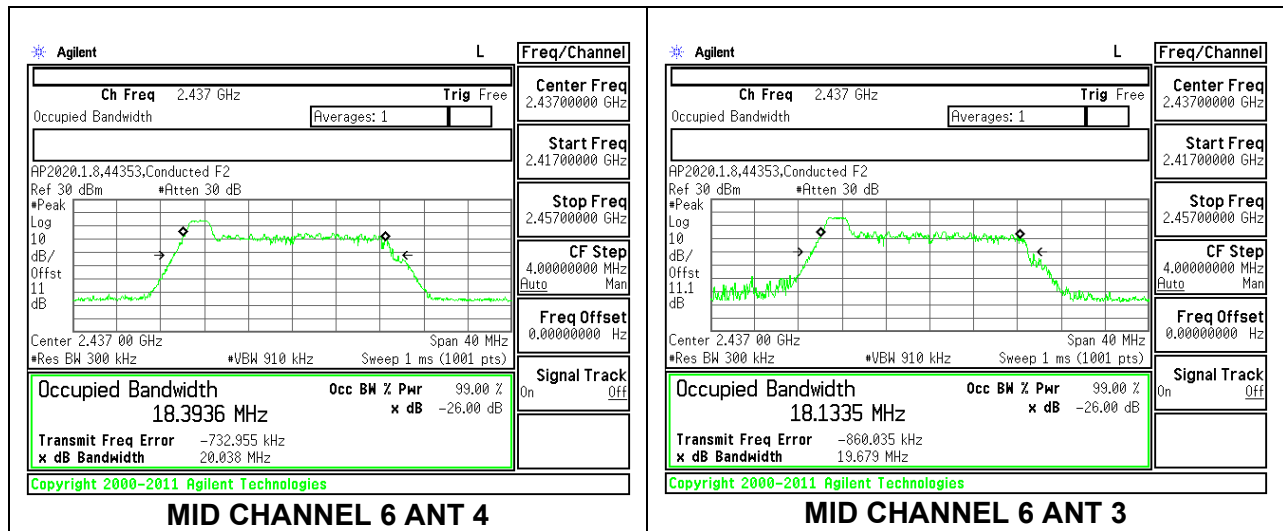 Agilent L Freq/Channel
Ch Freq 2.437 GHz Trig Free
Occupied Bandwidth Averages: 1
AP2020.1.8,44353,Conducted F2
Ref 30 dBm #Atten 30 dB
#Peak
Log
10
dB/
Offst
11
dB
Center 2.437 00 GHz Span 40 MHz
#Res BW 300 kHz #VBW 910 kHz Sweep 1 ms (1001 pts)
Occupied Bandwidth Occ BW % Pwr 99.00 %
18.3936 MHz x dB -26.00 dB
Transmit Freq Error -732.955 kHz
x dB Bandwidth 20.038 MHz
Center Freq
2.43700000 GHz
Start Freq
2.41700000 GHz
Stop Freq
2.45700000 GHz
CF Step
4.00000000 MHz
Auto Man
Freq Offset
0.00000000 Hz
Signal Track
On Off
Copyright 2000-2011 Agilent Technologies
MID CHANNEL 6 ANT 4
Agilent L Freq/Channel
Ch Freq 2.437 GHz Trig Free
Occupied Bandwidth Averages: 1
AP2020.1.8,44353,Conducted F2
Ref 30 dBm #Atten 30 dB
#Peak
Log
10
dB/
Offst
11.1
dB
Center 2.437 00 GHz Span 40 MHz
#Res BW 300 kHz #VBW 910 kHz Sweep 1 ms (1001 pts)
Occupied Bandwidth Occ BW % Pwr 99.00 %
18.1335 MHz x dB -26.00 dB
Transmit Freq Error -860.035 kHz
x dB Bandwidth 19.679 MHz
Center Freq
2.43700000 GHz
Start Freq
2.41700000 GHz
Stop Freq
2.45700000 GHz
CF Step
4.00000000 MHz
Auto Man
Freq Offset
0.00000000 Hz
Signal Track
On Off
Copyright 2000-2011 Agilent Technologies
MID CHANNEL 6 ANT 3